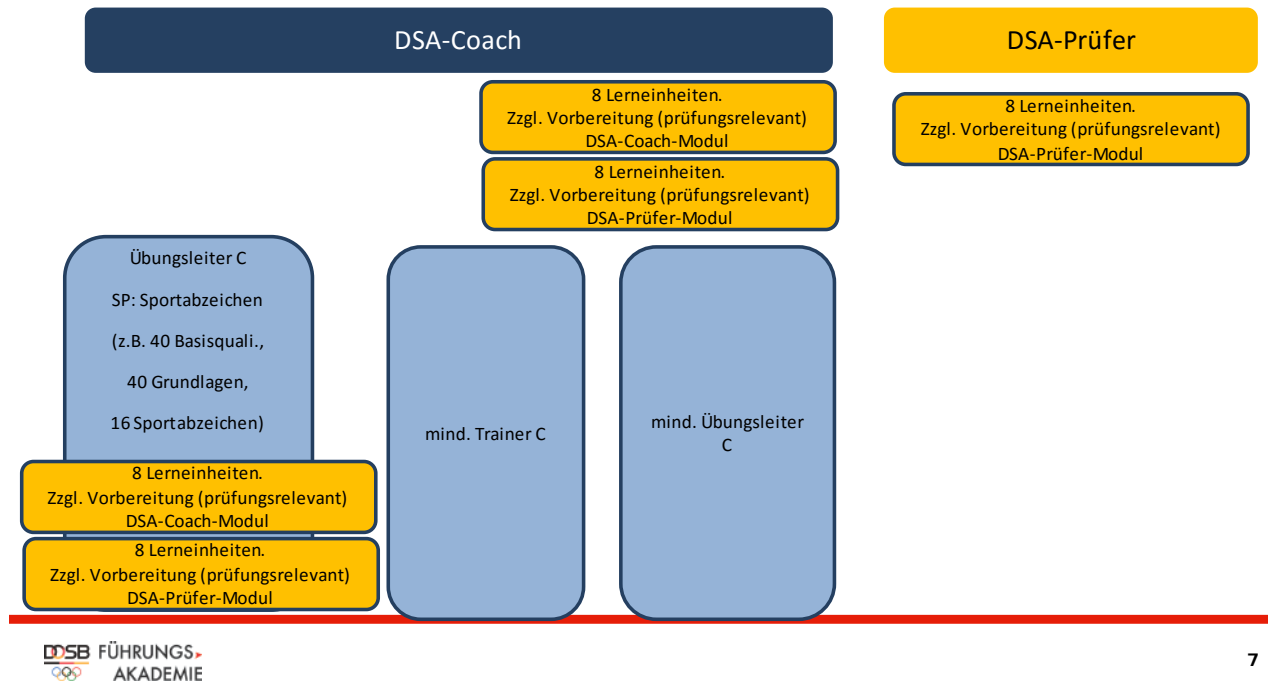 DSA-Coach
DSA-Prüfer
8 Lerneinheiten.
Zzgl. Vorbereitung (prüfungsrelevant)
DSA-Coach-Modul
8 Lerneinheiten.
Zzgl. Vorbereitung (prüfungsrelevant)
DSA-Prüfer-Modul
8 Lerneinheiten.
Zzgl. Vorbereitung (prüfungsrelevant)
DSA-Prüfer-Modul
Übungsleiter C
SP: Sportabzeichen
(z.B. 40 Basisquali.,
40 Grundlagen,
16 Sportabzeichen)
8 Lerneinheiten.
Zzgl. Vorbereitung (prüfungsrelevant)
DSA-Coach-Modul
8 Lerneinheiten.
Zzgl. Vorbereitung (prüfungsrelevant)
DSA-Prüfer-Modul
mind. Trainer C
mind. Übungsleiter
C
DOSB FÜHRUNGS
AKADEMIE
7